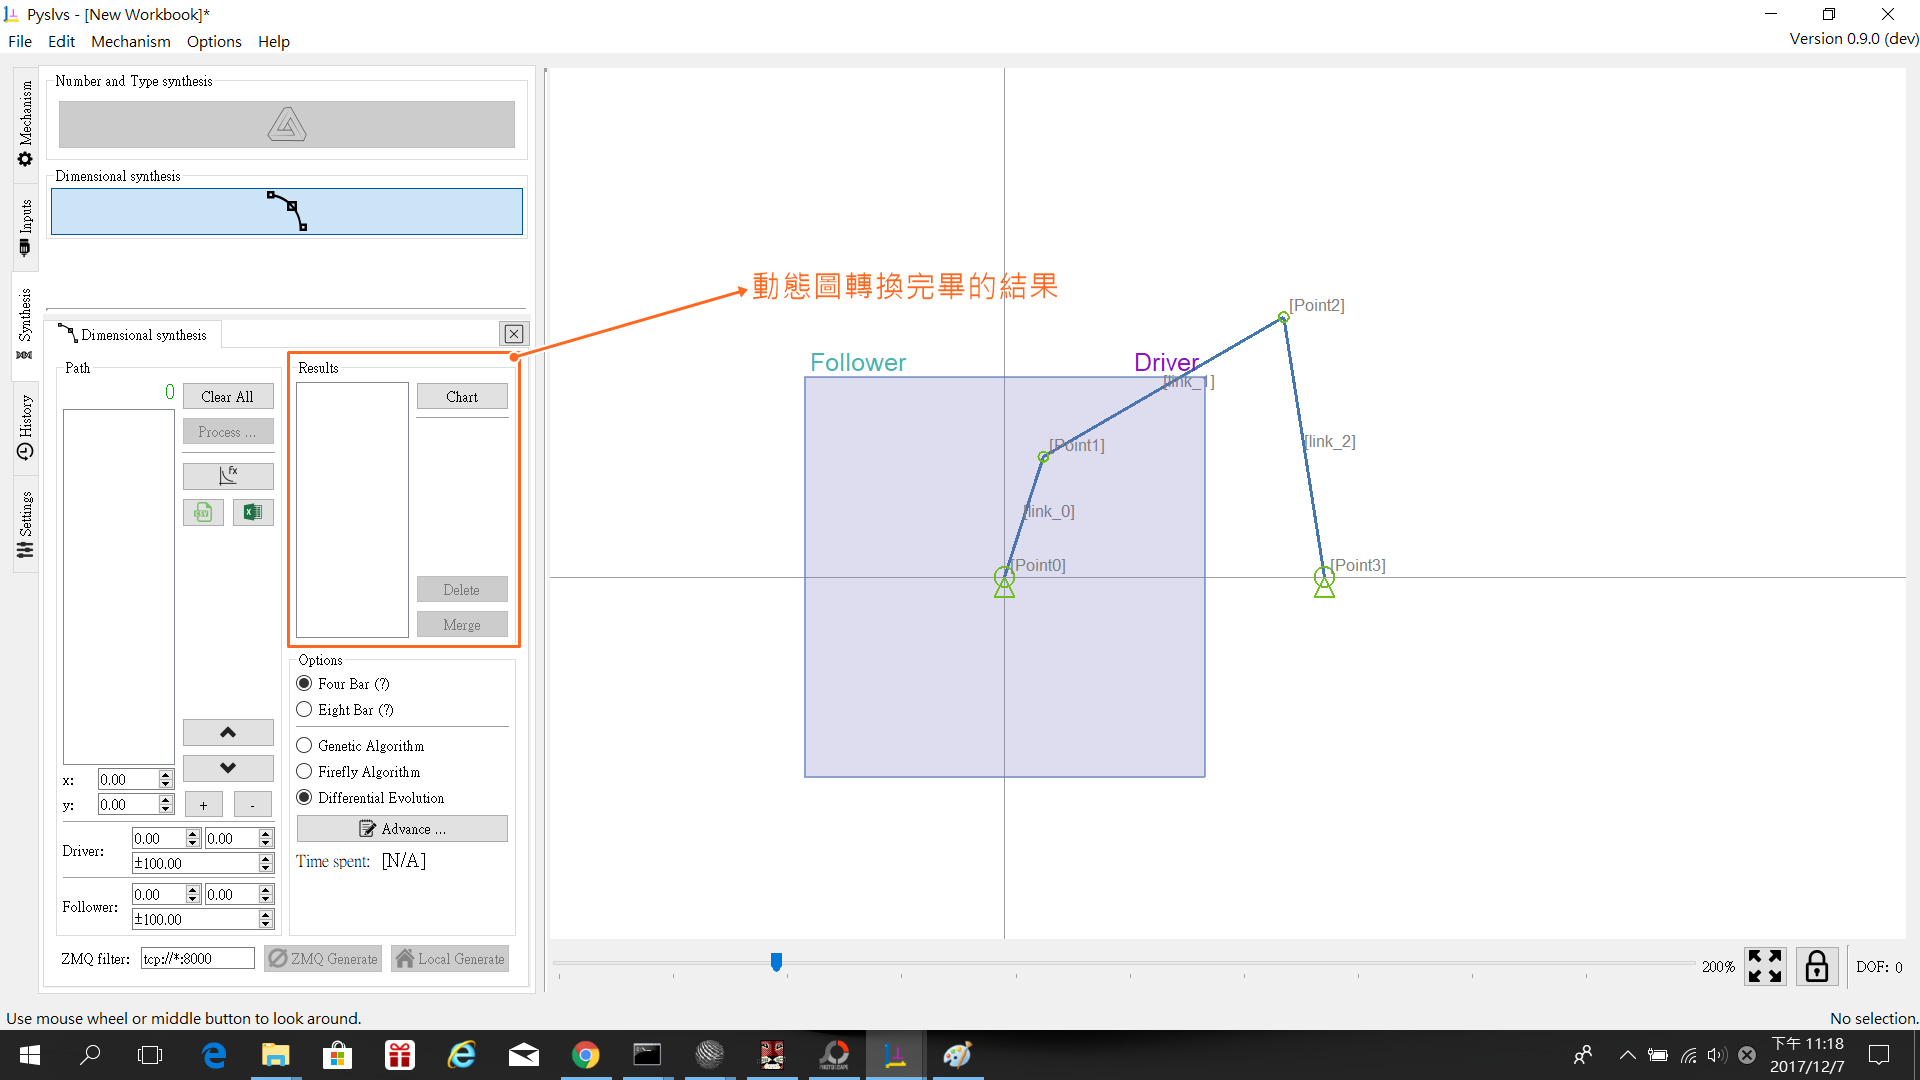 Pyslvs - [New Workbook]*
File Edit Mechanism Options Help
Version 0.9.0 (dev)
Mechanism
Inputs
Synthesis
History
Settings
Number and Type synthesis
Dimensional synthesis
Dimensional synthesis
Path
0
Clear All
Process ...
fx
CSV
x: 0.00
y: 0.00
+ -
Driver: 0.00 0.00
±100.00
Follower: 0.00 0.00
±100.00
Results
Chart
Delete
Merge
Options
Four Bar (?)
Eight Bar (?)
Genetic Algorithm
Firefly Algorithm
Differential Evolution
Advance ...
Time spent: [N/A]
ZMQ filter: tcp://*:8000 ZMQ Generate Local Generate
動態圖轉換完畢的結果
[Point2]
Follower
Driver
[link_1]
[Point1]
[link_2]
[link_0]
[Point0]
[Point3]
200%
DOF: 0
Use mouse wheel or middle button to look around.
No selection.
下午 11:18
2017/12/7